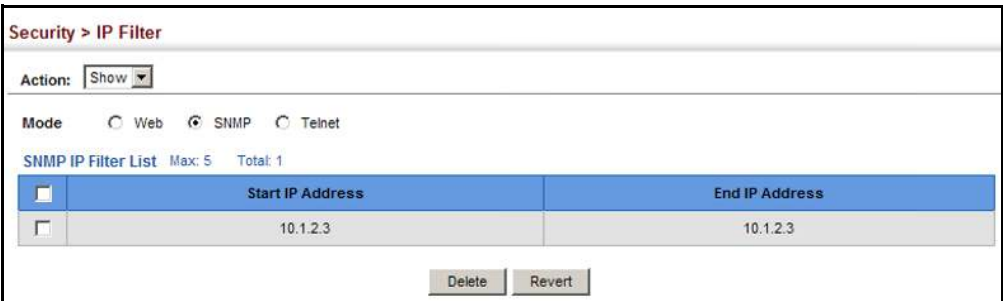 Security > IP Filter
Action: Show
Mode Web SNMP Telnet
SNMP IP Filter List Max: 5 Total: 1
Start IP Address End IP Address
10.1.2.3 10.1.2.3
Delete Revert